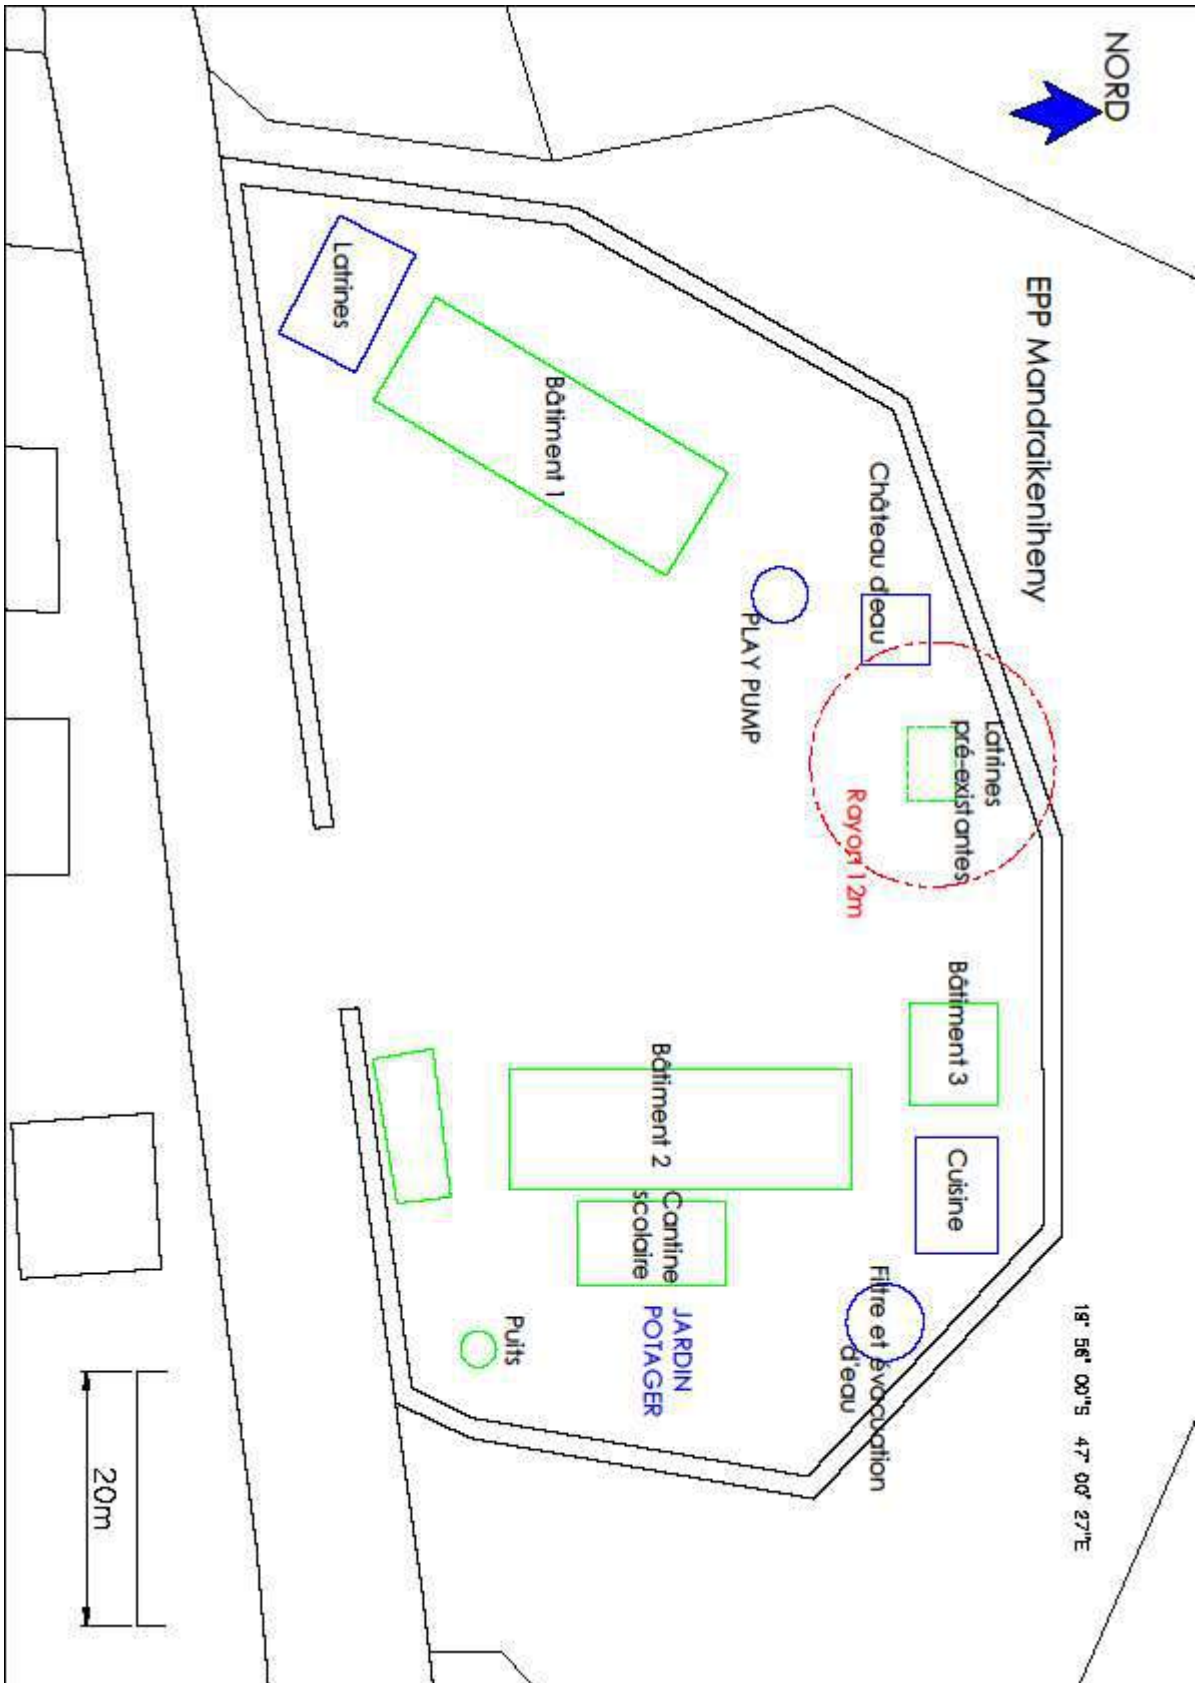 NORD
EPP Mandraikeniheny
Latrines
Bâtiment 1
Château d'eau
PLAY PUMP
Latrines
pré-existantes
Rayon 12m
Bâtiment 3
Bâtiment 2
Cuisine
Cantine
scolaire
Filtre et évacuation
d'eau
JARDIN
POTAGER
Puits
20m
18° 56' 00"S 47° 00' 27"E